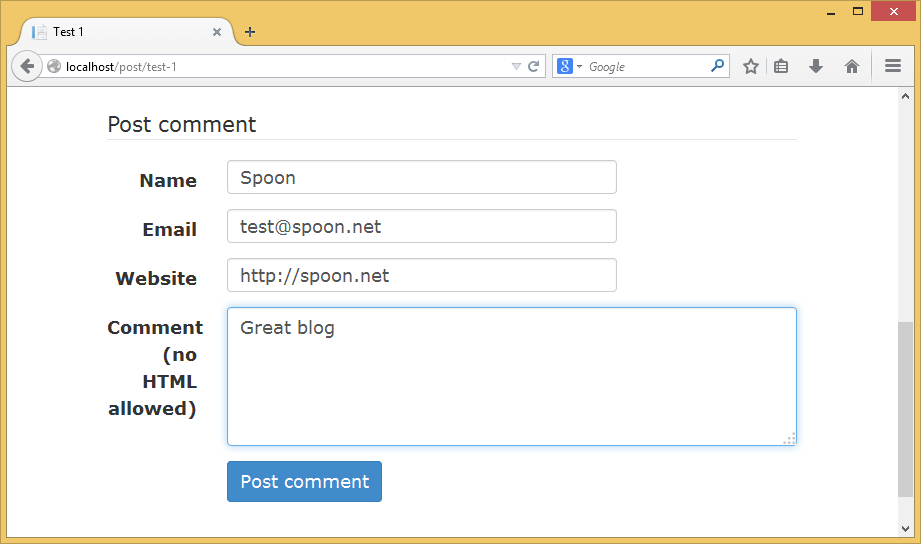 Test 1
localhost/post/test-1
Google
Post comment
Name
Spoon
Email
test@spoon.net
Website
http://spoon.net
Comment
(no
HTML
allowed)
Great blog
Post comment